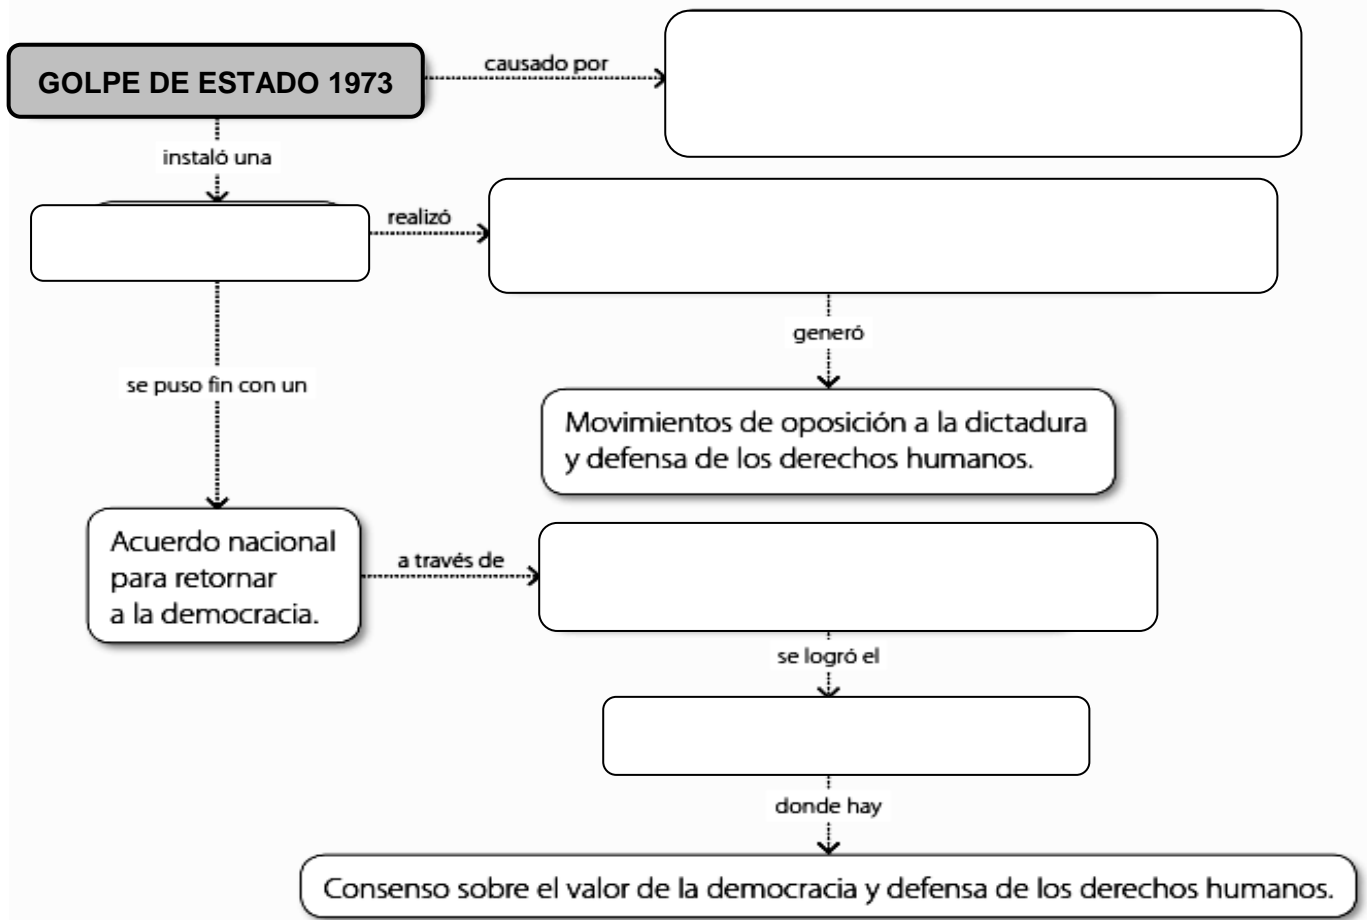 causado por
GOLPE DE ESTADO 1973
instaló una
realizó
generó
se puso fin con un
Movimientos de oposición a la dictadura
y defensa de los derechos humanos.
Acuerdo nacional
para retornar
a la democracia.
a través de
se logró el
donde hay
Consenso sobre el valor de la democracia y defensa de los derechos humanos.